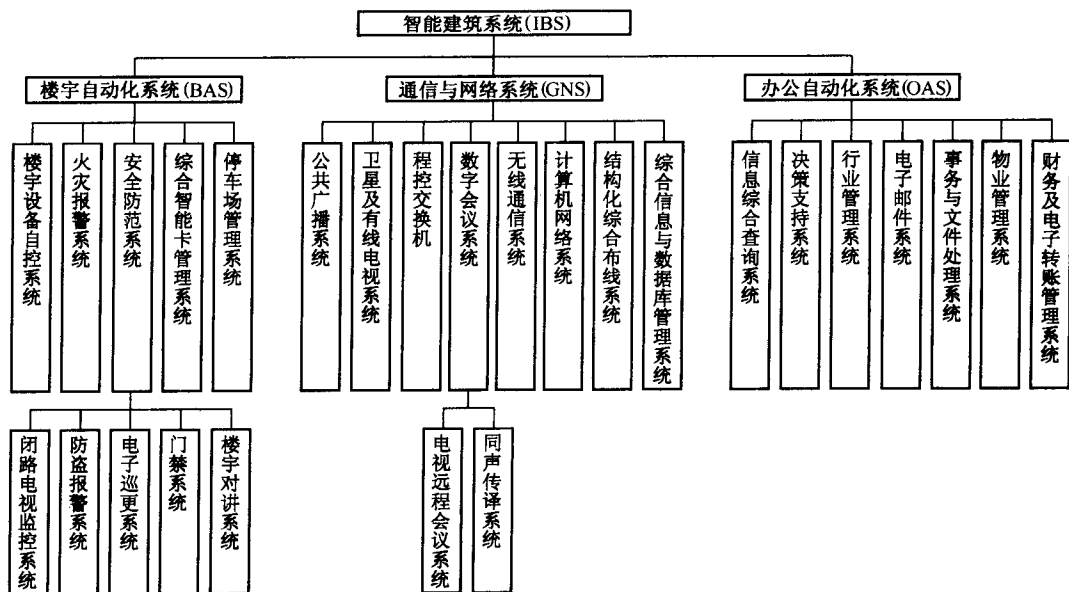 智能建筑系统(IBS)
楼宇自动化系统(BAS)
通信与网络系统(GNS)
办公自动化系统(OAS)
楼宇设备自控系统
火灾报警系统
安全防范系统
综合智能卡管理系统
停车场管理系统
公共广播系统
卫星及有线电视系统
程控交换机
数字会议系统
无线通信系统
计算机网络系统
结构化综合布线系统
综合信息与数据库管理系统
信息综合查询系统
决策支持系统
行业管理系统
电子邮件系统
事务与文件处理系统
物业管理系统
财务及电子转账管理系统
闭路电视监控系统
防盗报警系统
电子巡更系统
门禁系统
楼宇对讲系统
电视远程会议系统
同声传译系统